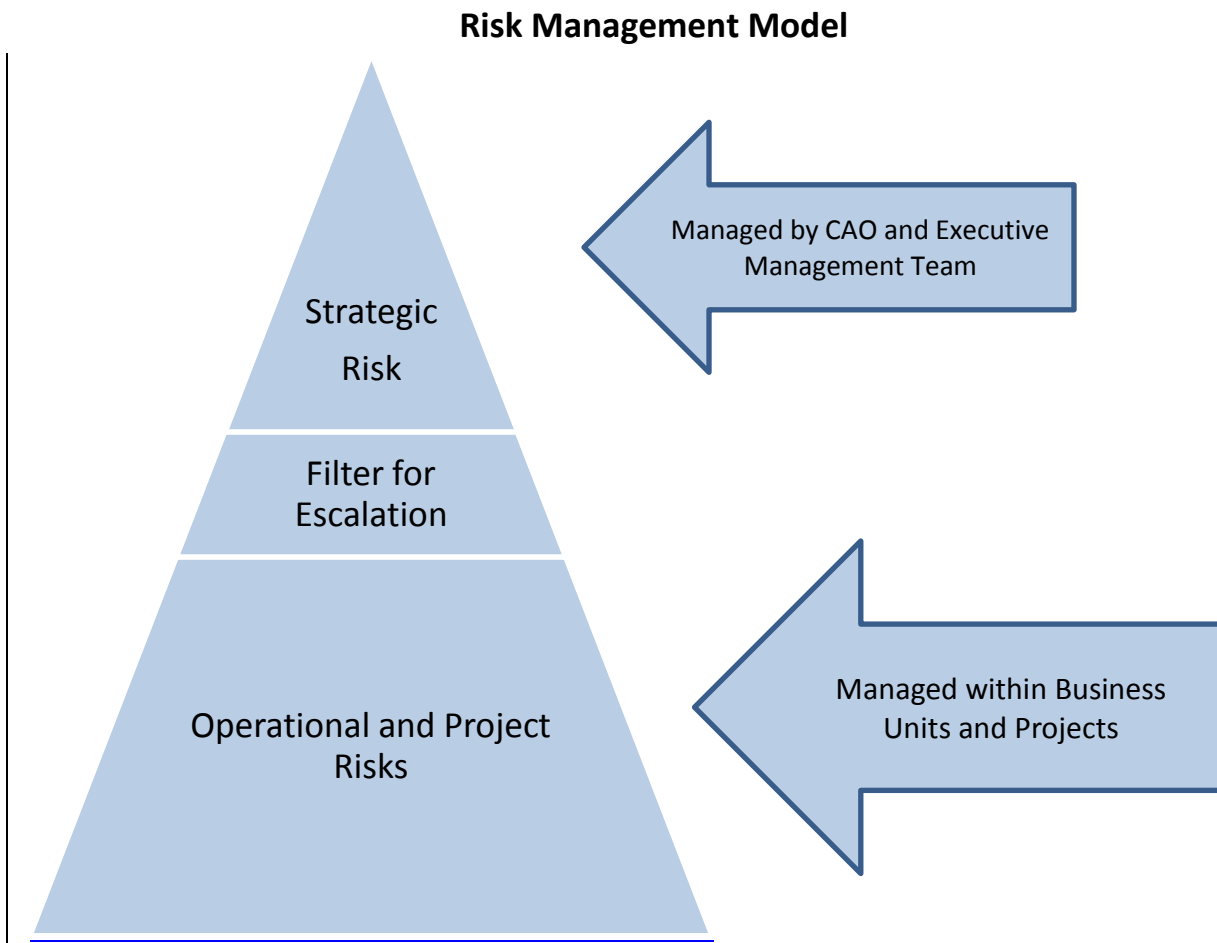 Risk Management Model
Strategic
Risk
Managed by CAO and Executive
Management Team
Filter for
Escalation
Operational and Project
Risks
Managed within Business
Units and Projects